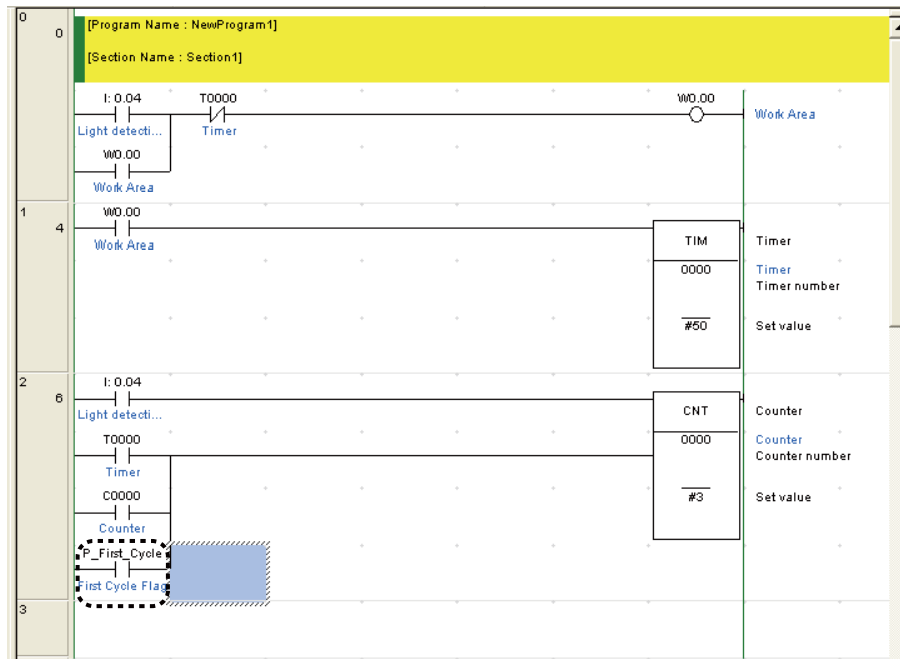 0
0
[Program Name : NewProgram1]
[Section Name : Section1]
I: 0.04
T0000
W0.00
Light detecti...
Timer
Work Area
W0.00
Work Area
1
4
W0.00
Work Area
TIM
Timer
0000
Timer
Timer number
#50
Set value
2
6
I: 0.04
Light detecti...
CNT
Counter
T0000
Timer
0000
Counter
Counter number
C0000
Counter
#3
Set value
P_First_Cycle
First Cycle Flag
3